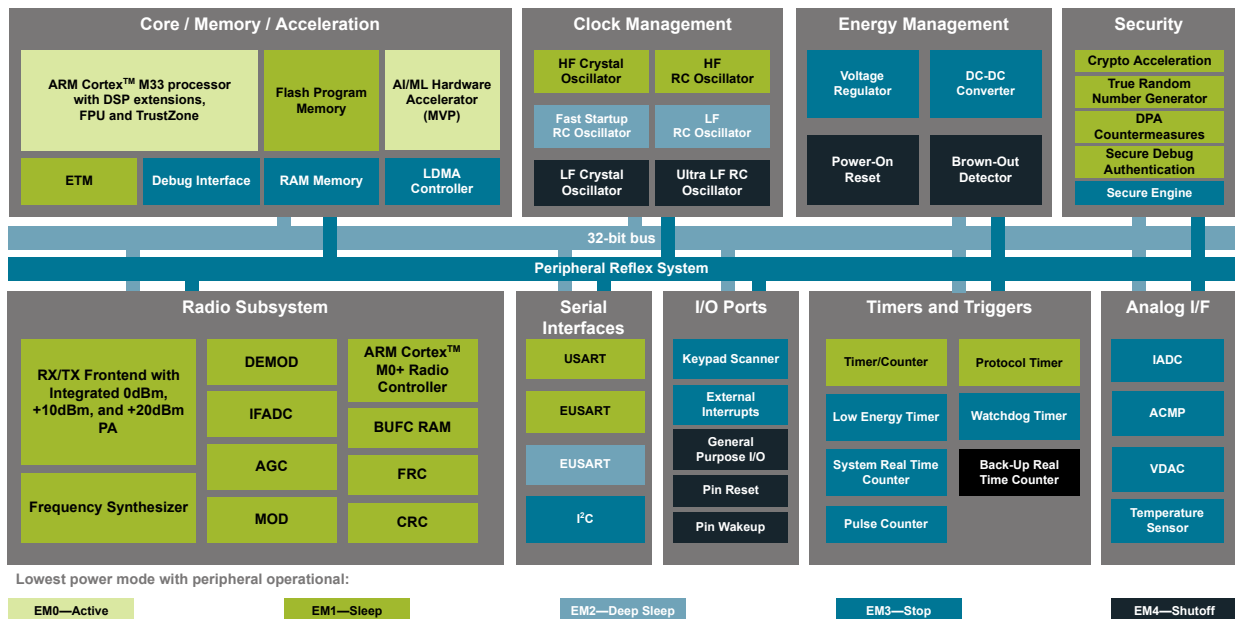 Core / Memory / Acceleration
ARM Cortex™ M33 processor
with DSP extensions,
FPU and TrustZone
Flash Program
Memory
AI/ML Hardware
Accelerator
(MVP)
ETM
Debug Interface
RAM Memory
LDMA
Controller
Clock Management
HF Crystal
Oscillator
HF
RC Oscillator
Fast Startup
RC Oscillator
LF
RC Oscillator
LF Crystal
Oscillator
Ultra LF RC
Oscillator
Energy Management
Voltage
Regulator
DC-DC
Converter
Power-On
Reset
Brown-Out
Detector
Security
Crypto Acceleration
True Random
Number Generator
DPA
Countermeasures
Secure Debug
Authentication
Secure Engine
32-bit bus
Peripheral Reflex System
Radio Subsystem
RX/TX Frontend with
Integrated 0dBm,
+10dBm, and +20dBm
PA
Frequency Synthesizer
DEMOD
IFADC
AGC
MOD
ARM Cortex™
M0+ Radio
Controller
BUFC RAM
FRC
CRC
Serial
Interfaces
USART
EUSART
EUSART
I²C
I/O Ports
Keypad Scanner
External
Interrupts
General
Purpose I/O
Pin Reset
Pin Wakeup
Timers and Triggers
Timer/Counter
Protocol Timer
Low Energy Timer
Watchdog Timer
System Real Time
Counter
Back-Up Real
Time Counter
Pulse Counter
Analog I/F
IADC
ACMP
VDAC
Temperature
Sensor
Lowest power mode with peripheral operational:
EM0—Active
EM1—Sleep
EM2—Deep Sleep
EM3—Stop
EM4—Shutoff